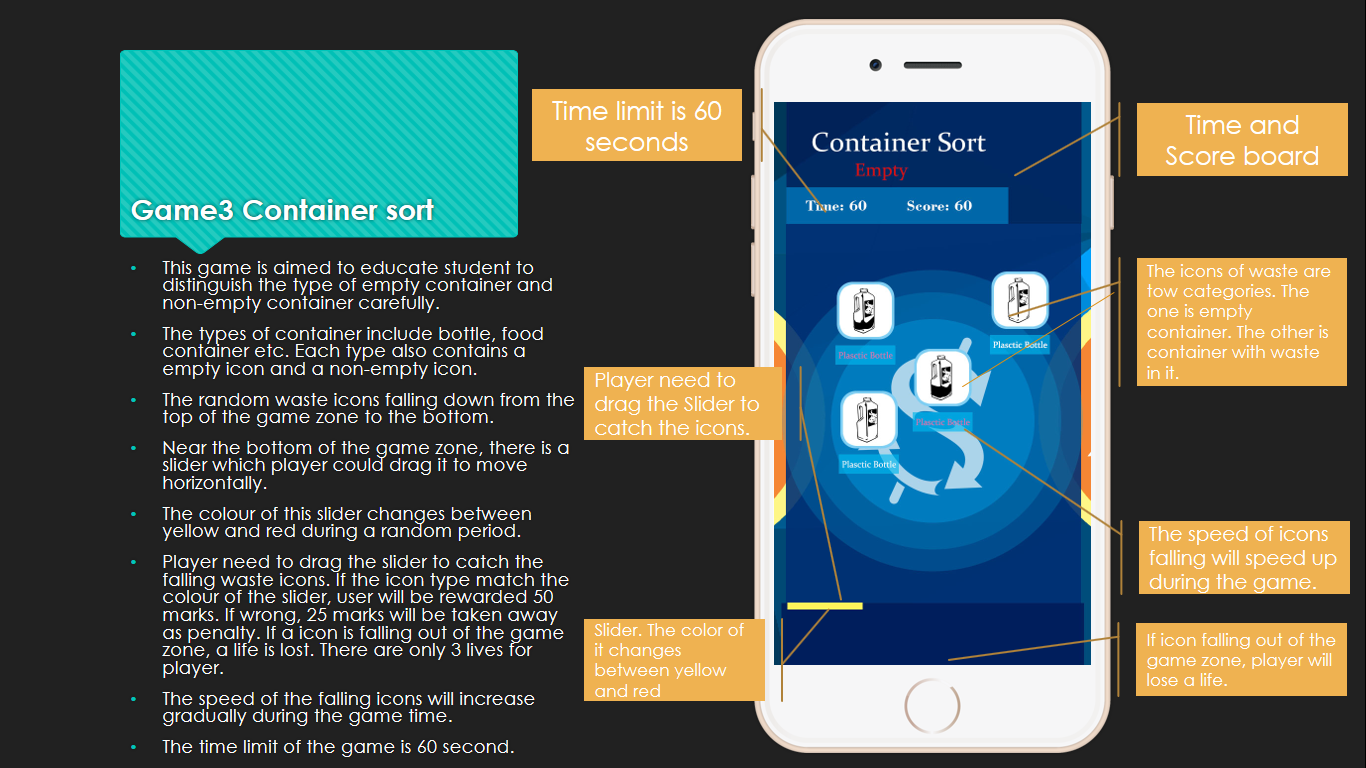 Game3 Container sort
• This game is aimed to educate student to
distinguish the type of empty container and
non-empty container carefully.
• The types of container include bottle, food
container etc. Each type also contains a
empty icon and a non-empty icon.
• The random waste icons falling down from the
top of the game zone to the bottom.
• Near the bottom of the game zone, there is a
slider which player could drag it to move
horizontally.
• The colour of this slider changes between
yellow and red during a random period.
• Player need to drag the slider to catch the
falling waste icons. If the icon type match the
colour of the slider, user will be rewarded 50
marks. If wrong, 25 marks will be taken away
as penalty. If a icon is falling out of the game
zone, a life is lost. There are only 3 lives for
player.
• The speed of the falling icons will increase
gradually during the game time.
• The time limit of the game is 60 second.
Time limit is 60
seconds
Player need to
drag the Slider to
catch the icons.
Slider. The color of
it changes
between yellow
and red
Container Sort
Empty
Time: 60 Score: 60
Plasctic Bottle
Plasctic Bottle
Plasctic Bottle
Plasctic Bottle
Time and
Score board
The icons of waste are
tow categories. The
one is empty
container. The other is
container with waste
in it.
The speed of icons
falling will speed up
during the game.
If icon falling out of the
game zone, player will
lose a life.